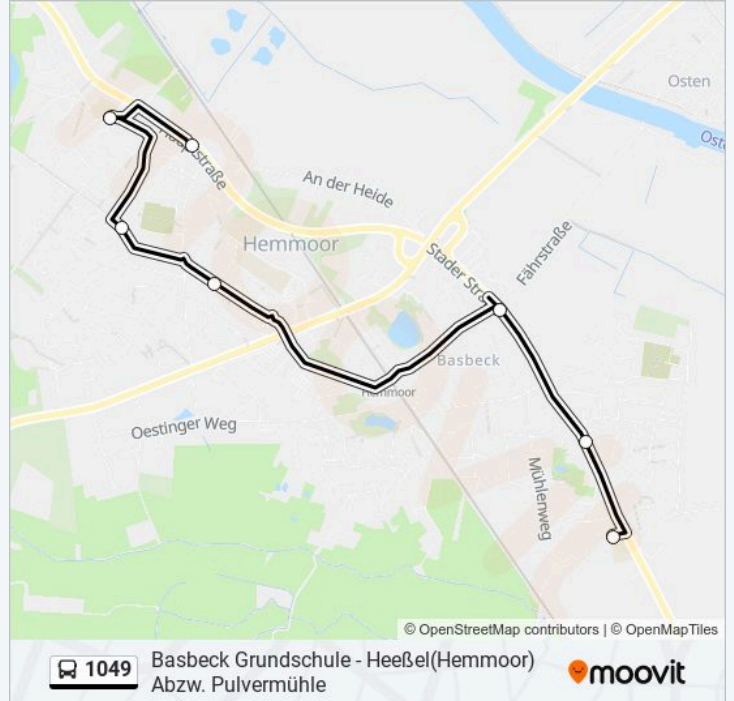 Osten
Hauptstraße
An der Heide
Fährstraße
Hemmoor
Stader Str
Basbeck
Hemmoor
Oestinger Weg
Mühlenweg
© OpenStreetMap contributors | © OpenMapTiles
1049
Basbeck Grundschule - Heeßel(Hemmoor)
Abzw. Pulvermühle
moovit